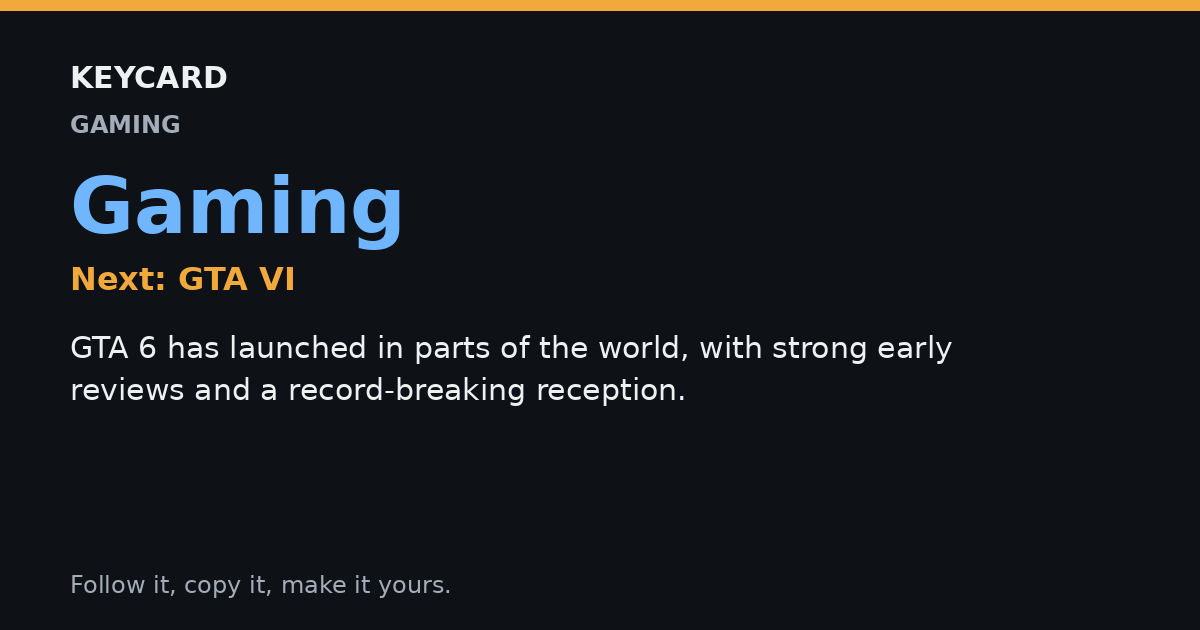 KEYCARD
GAMING
Gaming
Next: GTA VI
GTA 6 has launched in parts of the world, with strong early
reviews and a record-breaking reception.
Follow it, copy it, make it yours.